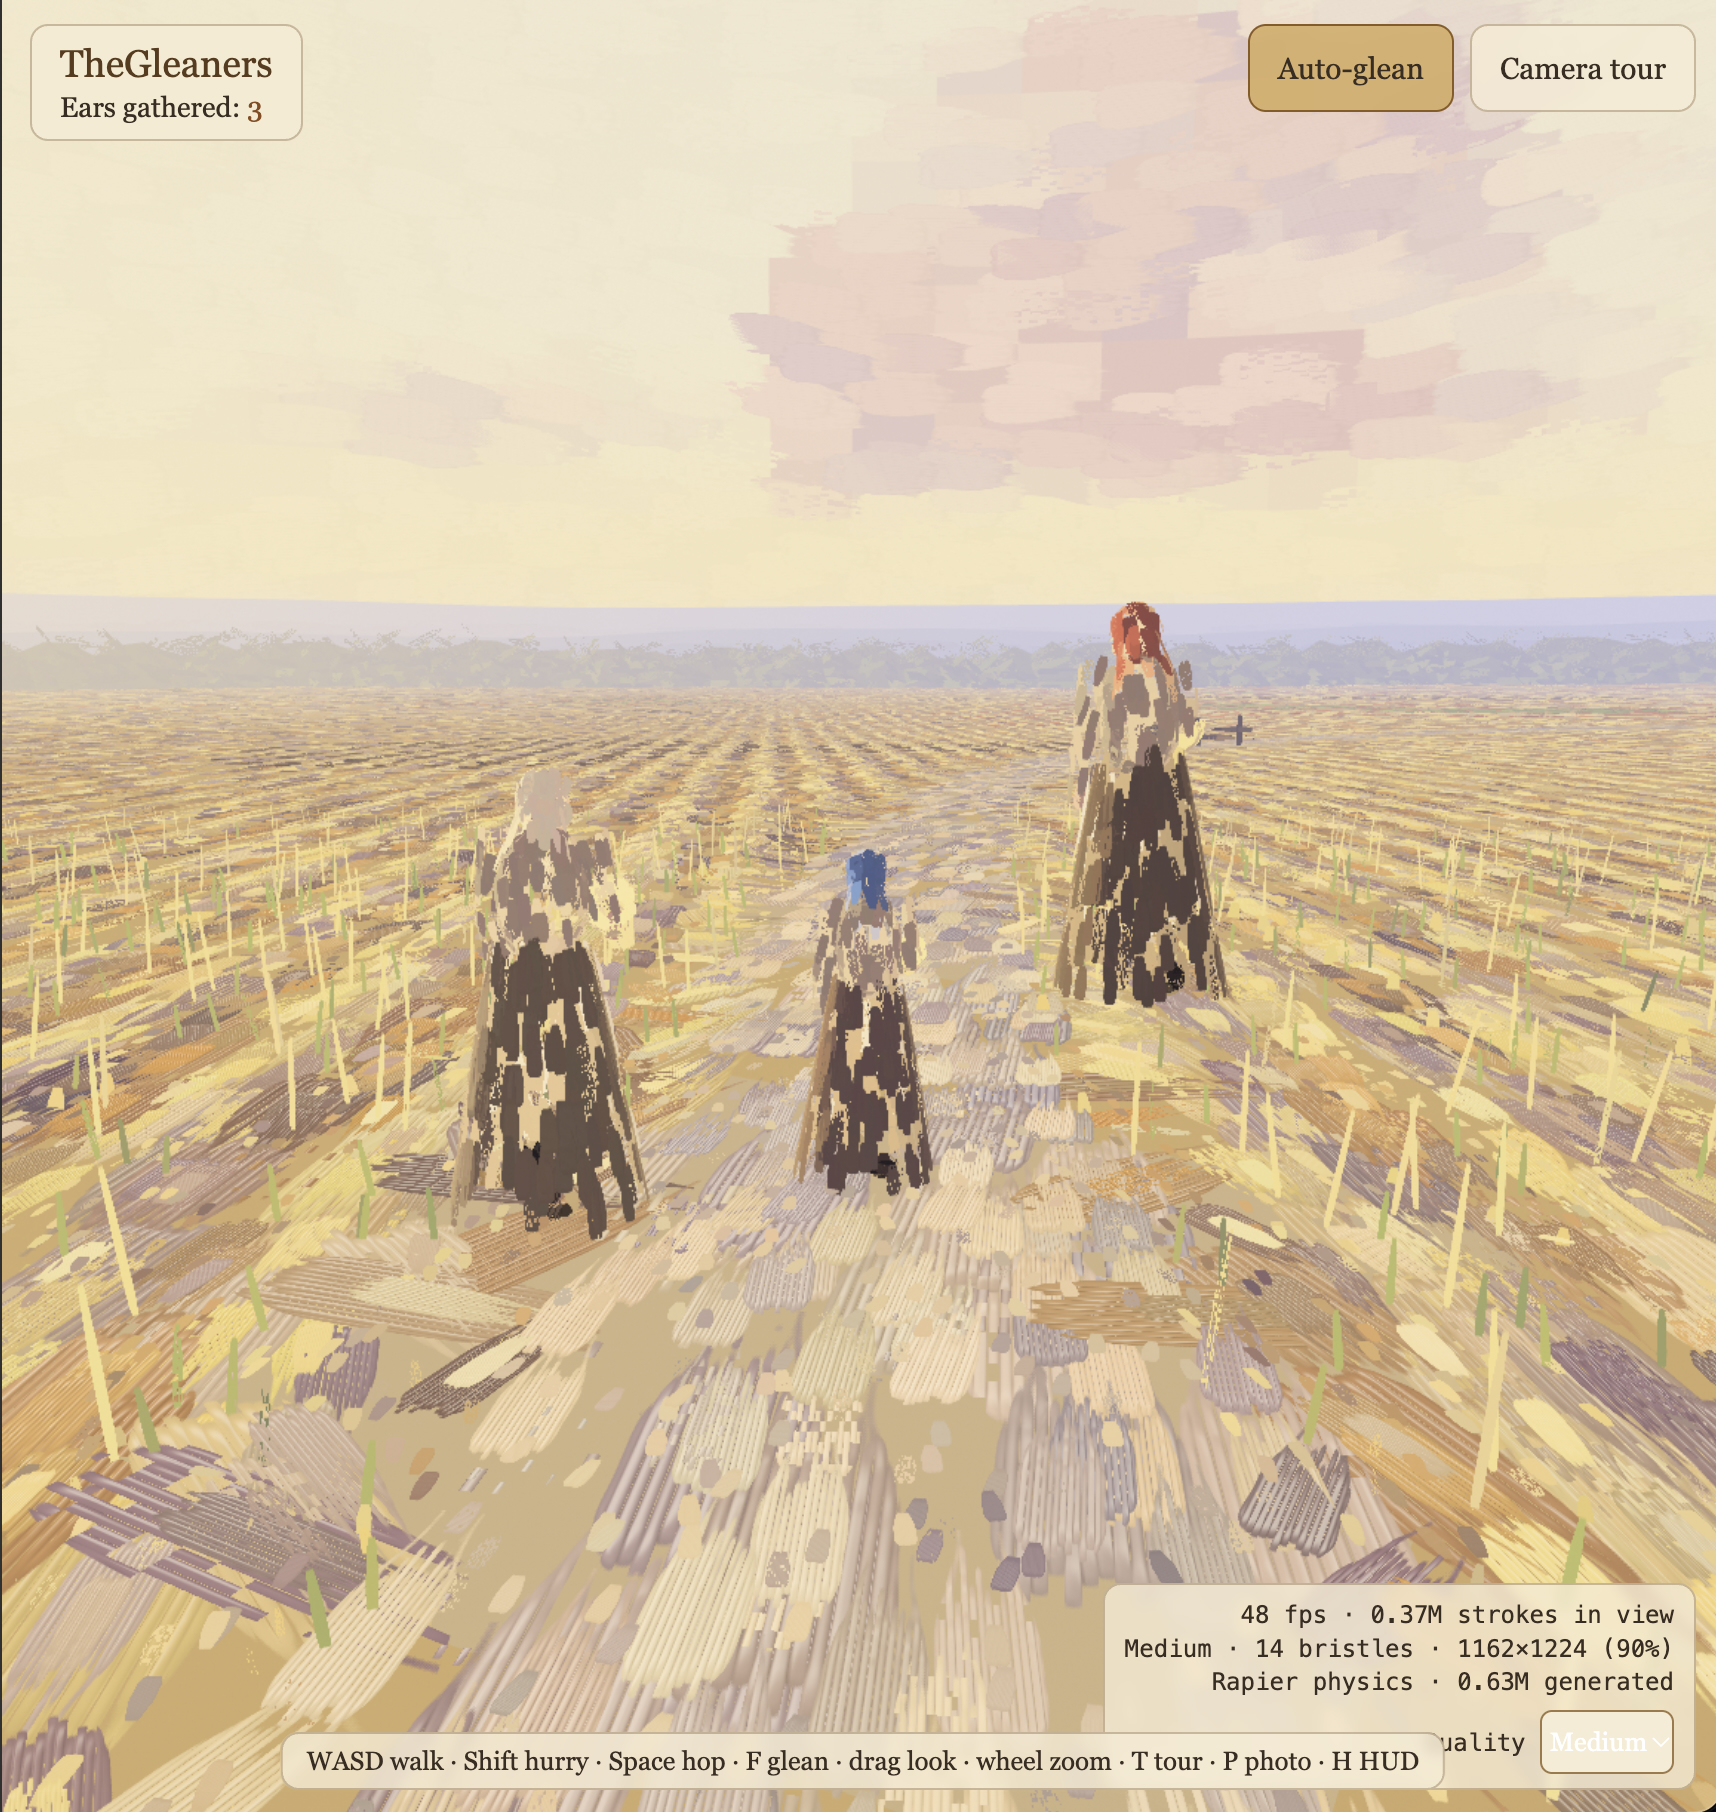 TheGleaners
Ears gathered: 3
Auto-glean
Camera tour
48 fps · 0.37M strokes in view
Medium · 14 bristles · 1162×1224 (90%)
Rapier physics · 0.63M generated
uality Medium
WASD walk · Shift hurry · Space hop · F glean · drag look · wheel zoom · T tour · P photo · H HUD